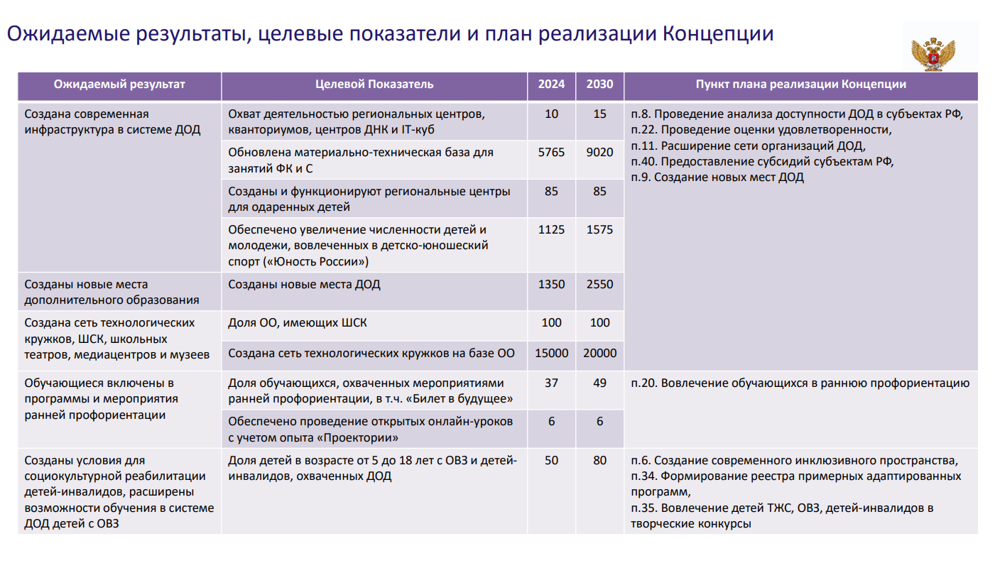 Ожидаемые результаты, целевые показатели и план реализации Концепции
Ожидаемый результат
Целевой Показатель
2024
2030
Пункт плана реализации Концепции
Создана современная
инфраструктура в системе ДОД
Охват деятельностью региональных центров,
кванториумов, центров ДНК и IT-куб
10
15
п.8. Проведение анализа доступности ДОД в субъектах РФ,
п.22. Проведение оценки удовлетворенности,
п.11. Расширение сети организаций ДОД,
п.40. Предоставление субсидий субъектам РФ,
п.9. Создание новых мест ДОД
Обновлена материально-техническая база для
занятий ФК и С
5765
9020
Созданы и функционируют региональные центры
для одаренных детей
85
85
Обеспечено увеличение численности детей и
молодежи, вовлеченных в детско-юношеский
спорт («Юность России»)
1125
1575
Созданы новые места
дополнительного образования
Созданы новые места ДОД
1350
2550
Создана сеть технологических
кружков, ШСК, школьных
театров, медиацентров и музеев
Доля ОО, имеющих ШСК
100
100
Создана сеть технологических кружков на базе ОО
15000
20000
Обучающиеся включены в
программы и мероприятия
ранней профориентации
Доля обучающихся, охваченных мероприятиями
ранней профориентации, в т.ч. «Билет в будущее»
37
49
п.20. Вовлечение обучающихся в раннюю профориентацию
Обеспечено проведение открытых онлайн-уроков
с учетом опыта «Проектории»
6
6
Созданы условия для
социокультурной реабилитации
детей-инвалидов, расширены
возможности обучения в системе
ДОД детей с ОВЗ
Доля детей в возрасте от 5 до 18 лет с ОВЗ и детей-
инвалидов, охваченных ДОД
50
80
п.6. Создание современного инклюзивного пространства,
п.34. Формирование реестра примерных адаптированных
программ,
п.35. Вовлечение детей ТЖС, ОВЗ, детей-инвалидов в
творческие конкурсы